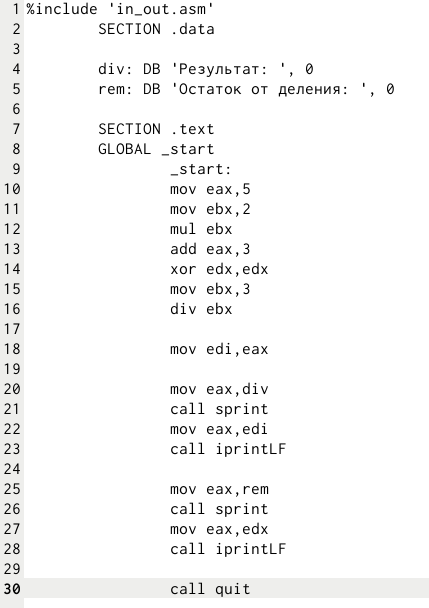 1 %include 'in_out.asm'
2 SECTION .data
3
4 div: DB 'Результат: ', 0
5 rem: DB 'Остаток от деления: ', 0
6
7 SECTION .text
8 GLOBAL _start
9 _start:
10 mov eax,5
11 mov ebx,2
12 mul ebx
13 add eax,3
14 xor edx,edx
15 mov ebx,3
16 div ebx
17
18 mov edi,eax
19
20 mov eax,div
21 call sprint
22 mov eax,edi
23 call iprintLF
24
25 mov eax,rem
26 call sprint
27 mov eax,edx
28 call iprintLF
29
30 call quit